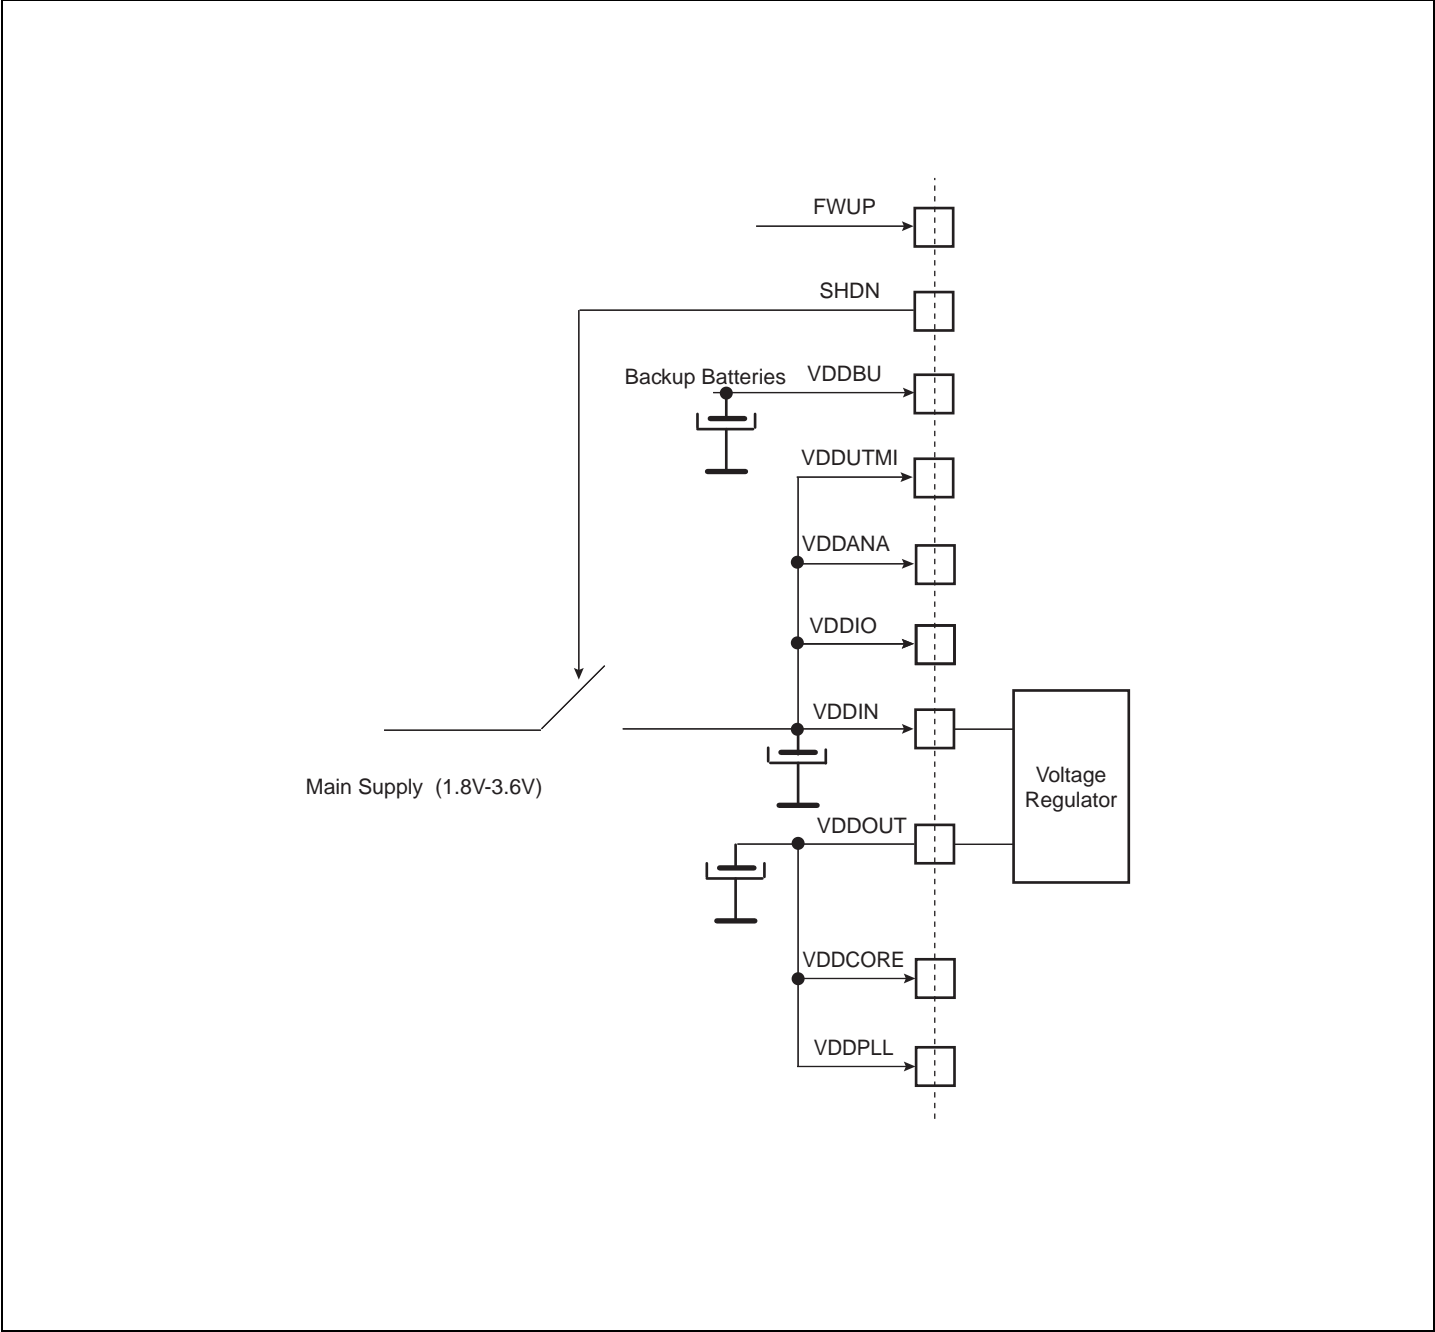 FWUP
SHDN
Backup Batteries
VDDBU
VDDUTMI
VDDANA
VDDIO
VDDIN
Voltage
Regulator
Main Supply (1.8V-3.6V)
VDDOUT
VDDCORE
VDDPLL